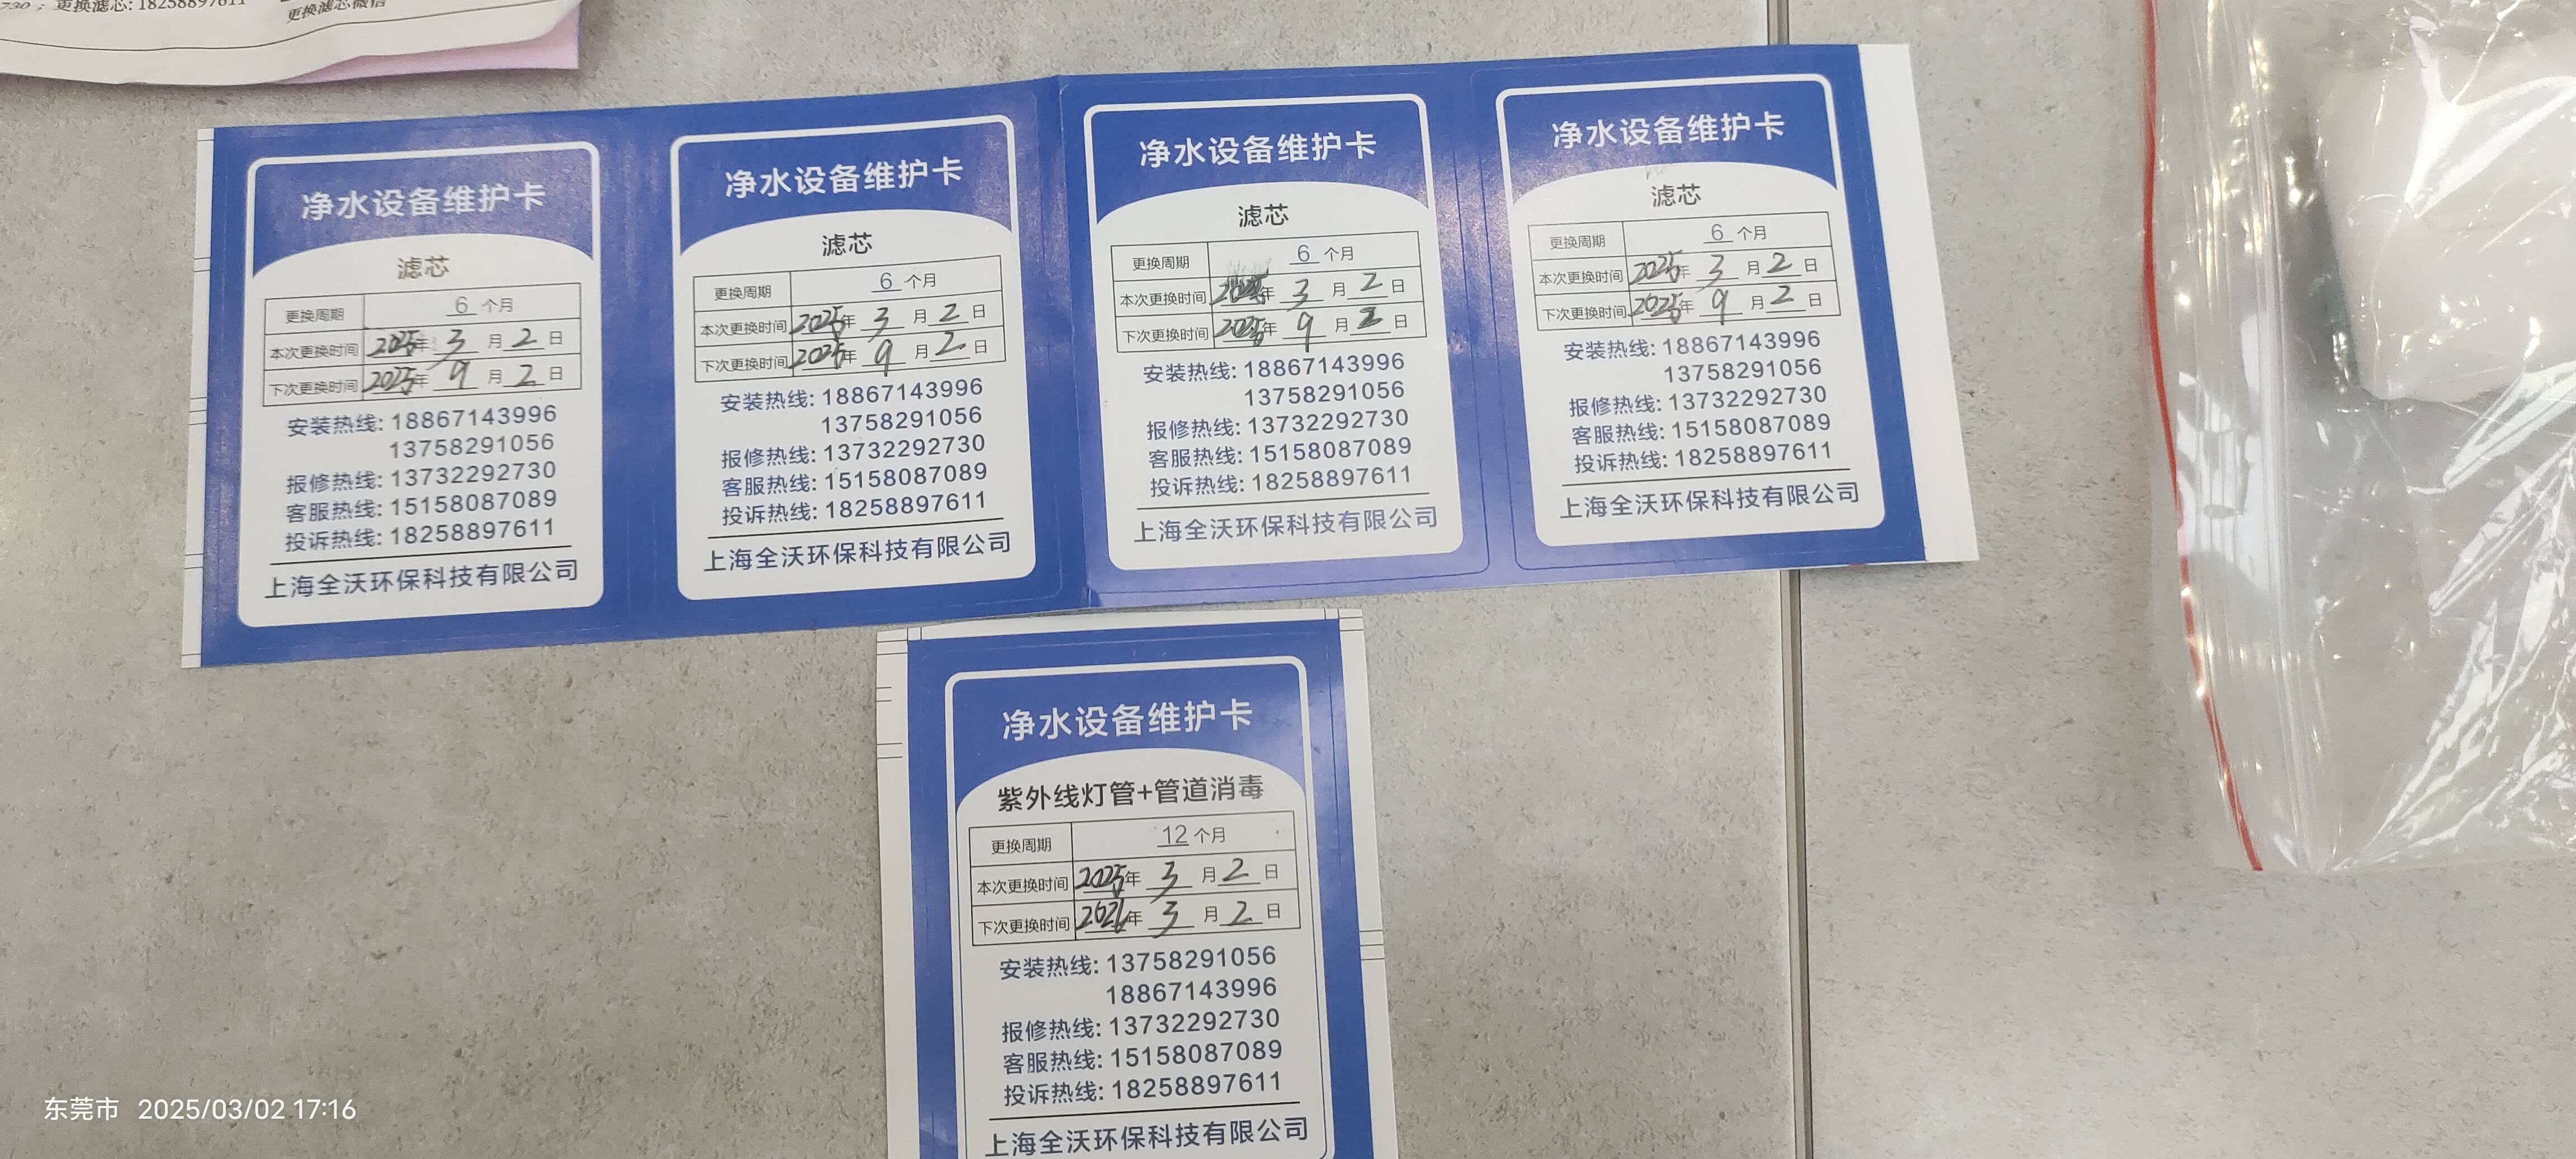 730；更换滤芯: 18258897611
更换滤芯微信
净水设备维护卡
滤芯
更换周期 6 个月
本次更换时间 2025年 3 月 2 日
下次更换时间 2025年 9 月 2 日
安装热线: 18867143996
13758291056
报修热线: 13732292730
客服热线: 15158087089
投诉热线: 18258897611
上海全沃环保科技有限公司
净水设备维护卡
滤芯
更换周期 6 个月
本次更换时间 2025年 3 月 2 日
下次更换时间 2025年 9 月 2 日
安装热线: 18867143996
13758291056
报修热线: 13732292730
客服热线: 15158087089
投诉热线: 18258897611
上海全沃环保科技有限公司
净水设备维护卡
滤芯
更换周期 6 个月
本次更换时间 2025年 3 月 2 日
下次更换时间 2025年 9 月 2 日
安装热线: 18867143996
13758291056
报修热线: 13732292730
客服热线: 15158087089
投诉热线: 18258897611
上海全沃环保科技有限公司
净水设备维护卡
滤芯
更换周期 6 个月
本次更换时间 2025年 3 月 2 日
下次更换时间 2025年 9 月 2 日
安装热线: 18867143996
13758291056
报修热线: 13732292730
客服热线: 15158087089
投诉热线: 18258897611
上海全沃环保科技有限公司
净水设备维护卡
紫外线灯管+管道消毒
更换周期 12 个月
本次更换时间 2025年 3 月 2 日
下次更换时间 2026年 3 月 2 日
安装热线: 13758291056
18867143996
报修热线: 13732292730
客服热线: 15158087089
投诉热线: 18258897611
上海全沃环保科技有限公司
东莞市 2025/03/02 17:16